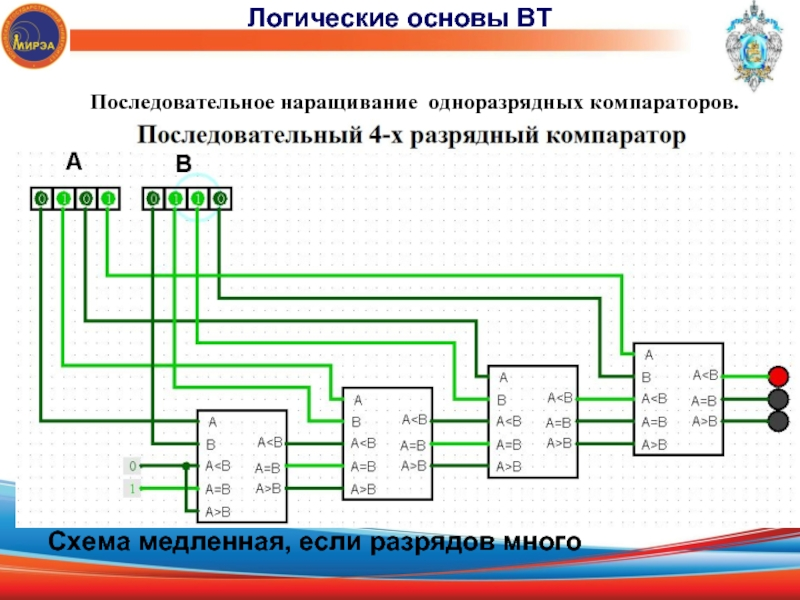 Логические основы ВТ
МИРЭА
Последовательное наращивание одноразрядных компараторов.
Последовательный 4-х разрядный компаратор
A B
0 1 0 1 0 1 1 0
A
B A<B
A<B A=B
A=B A>B
A>B
A
B A<B
A<B A=B
A=B A>B
A>B
A
B A<B
A<B A=B
A=B A>B
A>B
A
B A<B
0 A<B A=B
1 A=B A>B
A>B
Схема медленная, если разрядов много